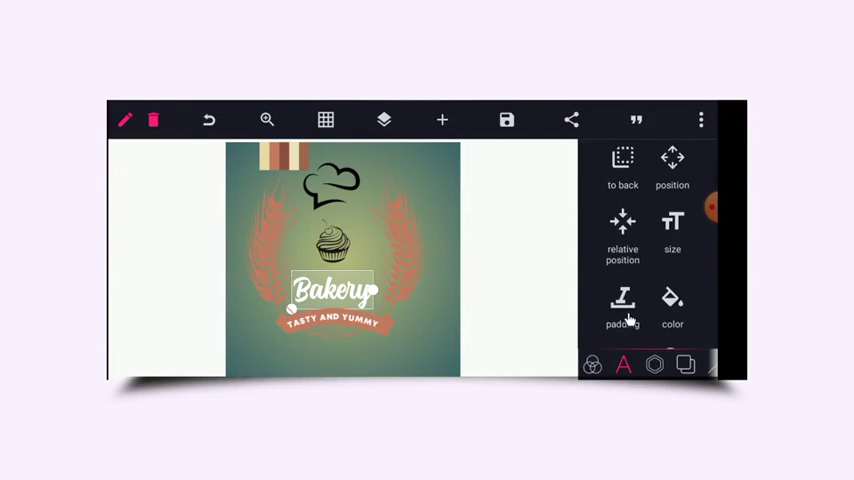 to back
position
relative
position
size
Bakery
TASTY AND YUMMY
padding
color